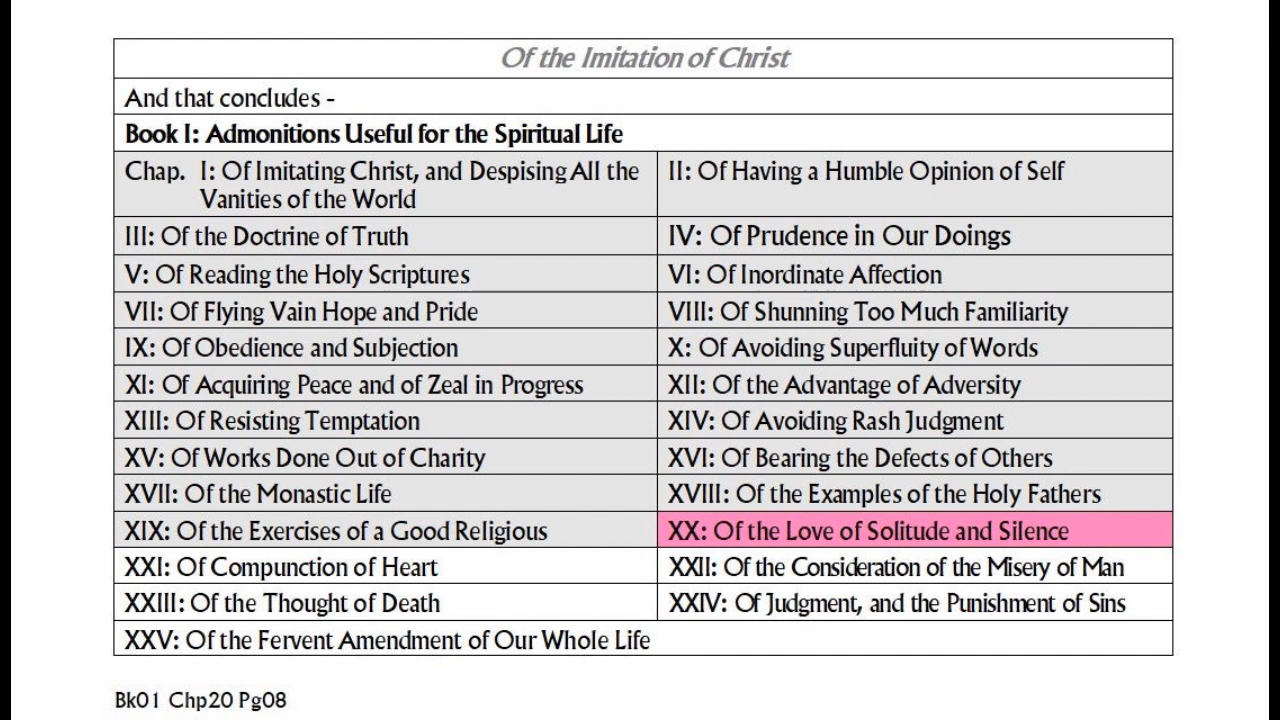 Of the Imitation of Christ
And that concludes -
Book I: Admonitions Useful for the Spiritual Life
Chap. I: Of Imitating Christ, and Despising All the
Vanities of the World
II: Of Having a Humble Opinion of Self
III: Of the Doctrine of Truth
IV: Of Prudence in Our Doings
V: Of Reading the Holy Scriptures
VI: Of Inordinate Affection
VII: Of Flying Vain Hope and Pride
VIII: Of Shunning Too Much Familiarity
IX: Of Obedience and Subjection
X: Of Avoiding Superfluity of Words
XI: Of Acquiring Peace and of Zeal in Progress
XII: Of the Advantage of Adversity
XIII: Of Resisting Temptation
XIV: Of Avoiding Rash Judgment
XV: Of Works Done Out of Charity
XVI: Of Bearing the Defects of Others
XVII: Of the Monastic Life
XVIII: Of the Examples of the Holy Fathers
XIX: Of the Exercises of a Good Religious
XX: Of the Love of Solitude and Silence
XXI: Of Compunction of Heart
XXII: Of the Consideration of the Misery of Man
XXIII: Of the Thought of Death
XXIV: Of Judgment, and the Punishment of Sins
XXV: Of the Fervent Amendment of Our Whole Life
Bk01 Chp20 Pg08